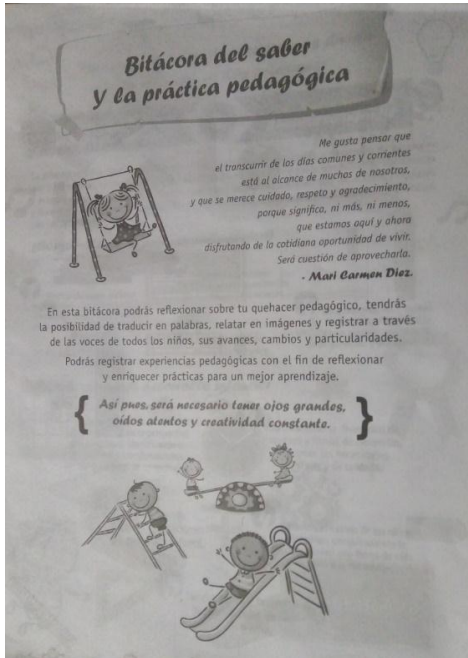 Bitácora del saber
Y la práctica pedagógica
Me gusta pensar que
el transcurrir de los días comunes y corrientes
está al alcance de muchos de nosotros,
y que se merece cuidado, respeto y agradecimiento,
porque significa, ni más, ni menos,
que estamos aquí y ahora
disfrutando de la cotidiana oportunidad de vivir.
Será cuestión de aprovecharla.
- Mari Carmen Díez.
En esta bitácora podrás reflexionar sobre tu quehacer pedagógico, tendrás
la posibilidad de traducir en palabras, relatar en imágenes y registrar a través
de las voces de todos los niños, sus avances, cambios y particularidades.
Podrás registrar experiencias pedagógicas con el fin de reflexionar
y enriquecer prácticas para un mejor aprendizaje.
{ Así pues, será necesario tener ojos grandes,
oídos atentos y creatividad constante. }